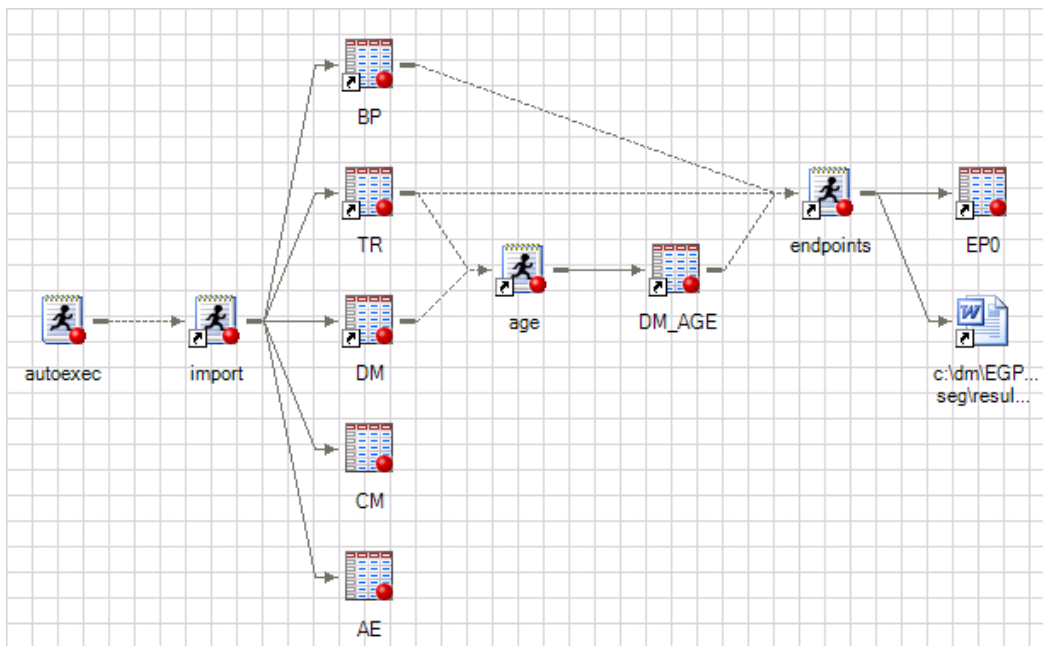 BP
TR
endpoints
EP0
age
DM_AGE
autoexec
import
DM
c:\dm\EGP...
seg\resul...
CM
AE